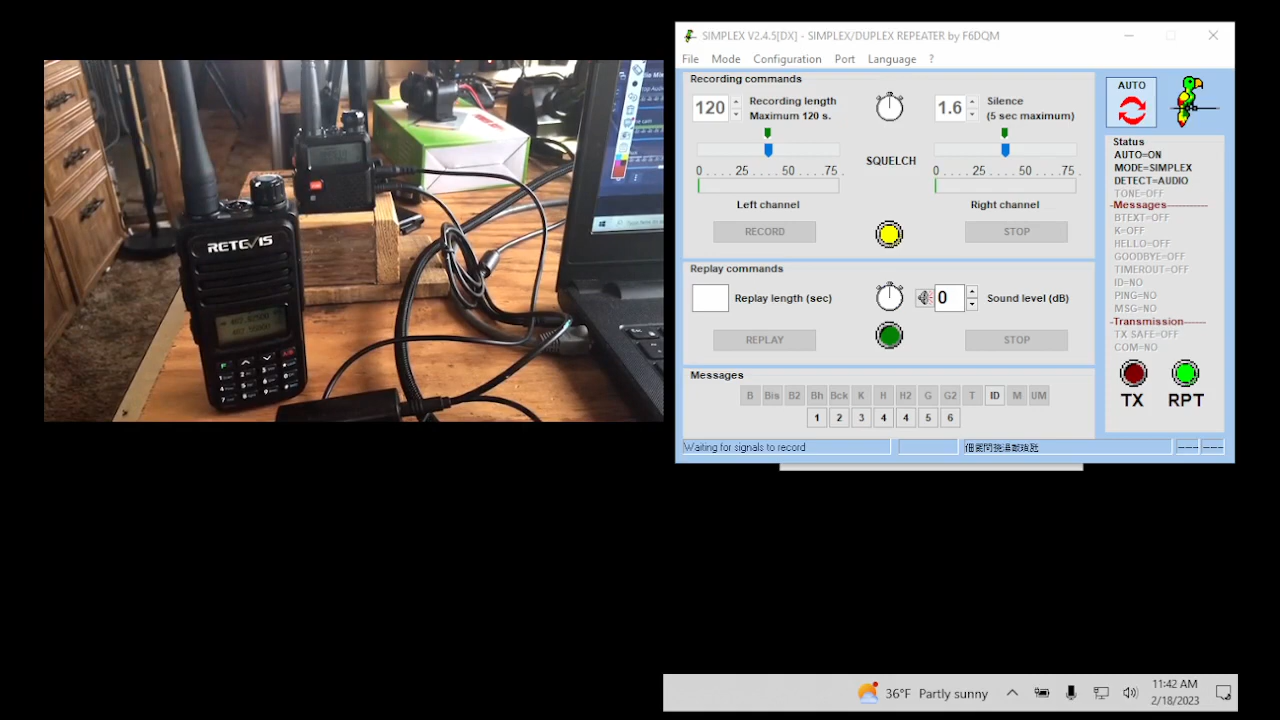 SIMPLEX V2.4.5[DX] - SIMPLEX/DUPLEX REPEATER by F6DQM
File Mode Configuration Port Language ?
Recording commands
120
Recording length
Maximum 120 s.
1.6
Silence
(5 sec maximum)
SQUELCH
0 . . . . 25 . . . . 50 . . . . 75 .
0 . . . . 25 . . . . 50 . . . . 75 .
Left channel
Right channel
RECORD
STOP
Replay commands
Replay length (sec)
0
Sound level (dB)
REPLAY
STOP
Messages
B Bis B2 Bh Bck K H H2 G G2 T ID M UM
1 2 3 4 4 5 6
Waiting for signals to record
AUTO
Status
AUTO=ON
MODE=SIMPLEX
DETECT=AUDIO
TONE=OFF
-Messages------------
BTEXT=OFF
K=OFF
HELLO=OFF
GOODBYE=OFF
TIMEROUT=OFF
ID=NO
PING=NO
MSG=NO
-Transmission--------
TX SAFE=OFF
COM=NO
TX RPT
RETEVIS
36°F Partly sunny
11:42 AM
2/18/2023